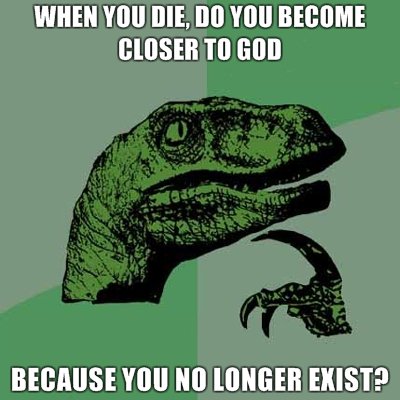 WHEN YOU DIE, DO YOU BECOME
CLOSER TO GOD
BECAUSE YOU NO LONGER EXIST?